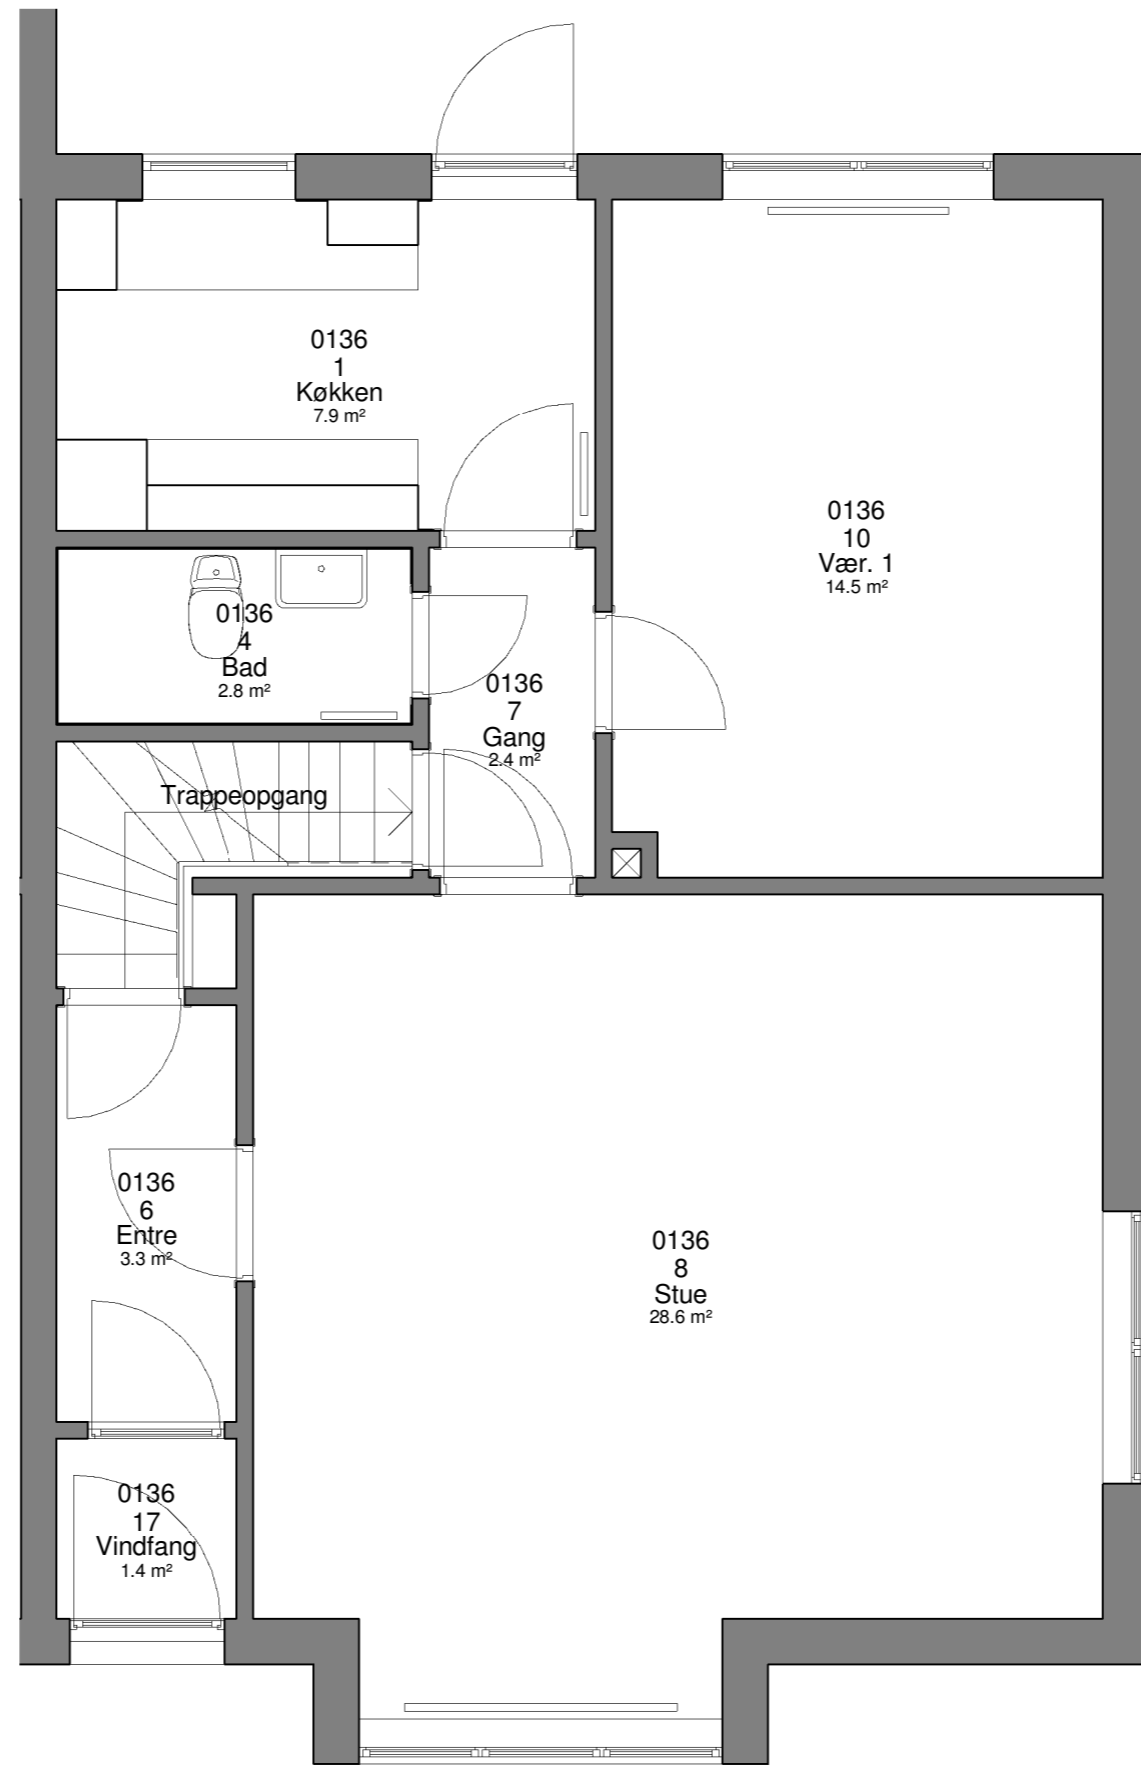 0136
1
Køkken
7.9 m²
0136
10
Vær. 1
14.5 m²
0136
4
Bad
2.8 m²
0136
7
Gang
2.4 m²
Trappeopgang
0136
6
Entre
3.3 m²
0136
8
Stue
28.6 m²
0136
17
Vindfang
1.4 m²